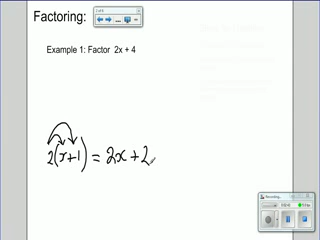 Factoring:
Example 1: Factor 2x + 4
2(x+1) = 2x+2